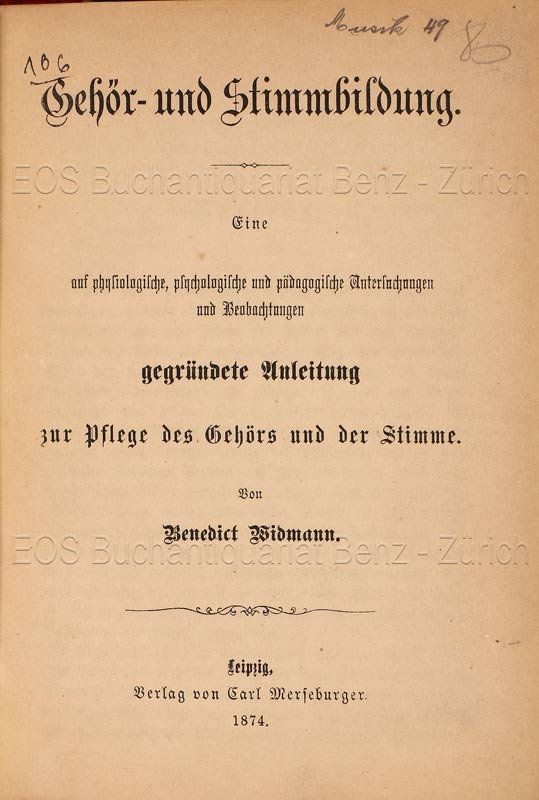 Musik 49
106
Gehör- und Stimmbildung.
EOS Buchantiquariat Benz - Zürich
Eine
auf physiologische, psychologische und pädagogische Untersuchungen
und Beobachtungen
gegründete Anleitung
zur Pflege des Gehörs und der Stimme.
Von
Benedict Widmann.
EOS Buchantiquariat Benz - Zürich
Leipzig,
Verlag von Carl Merseburger.
1874.